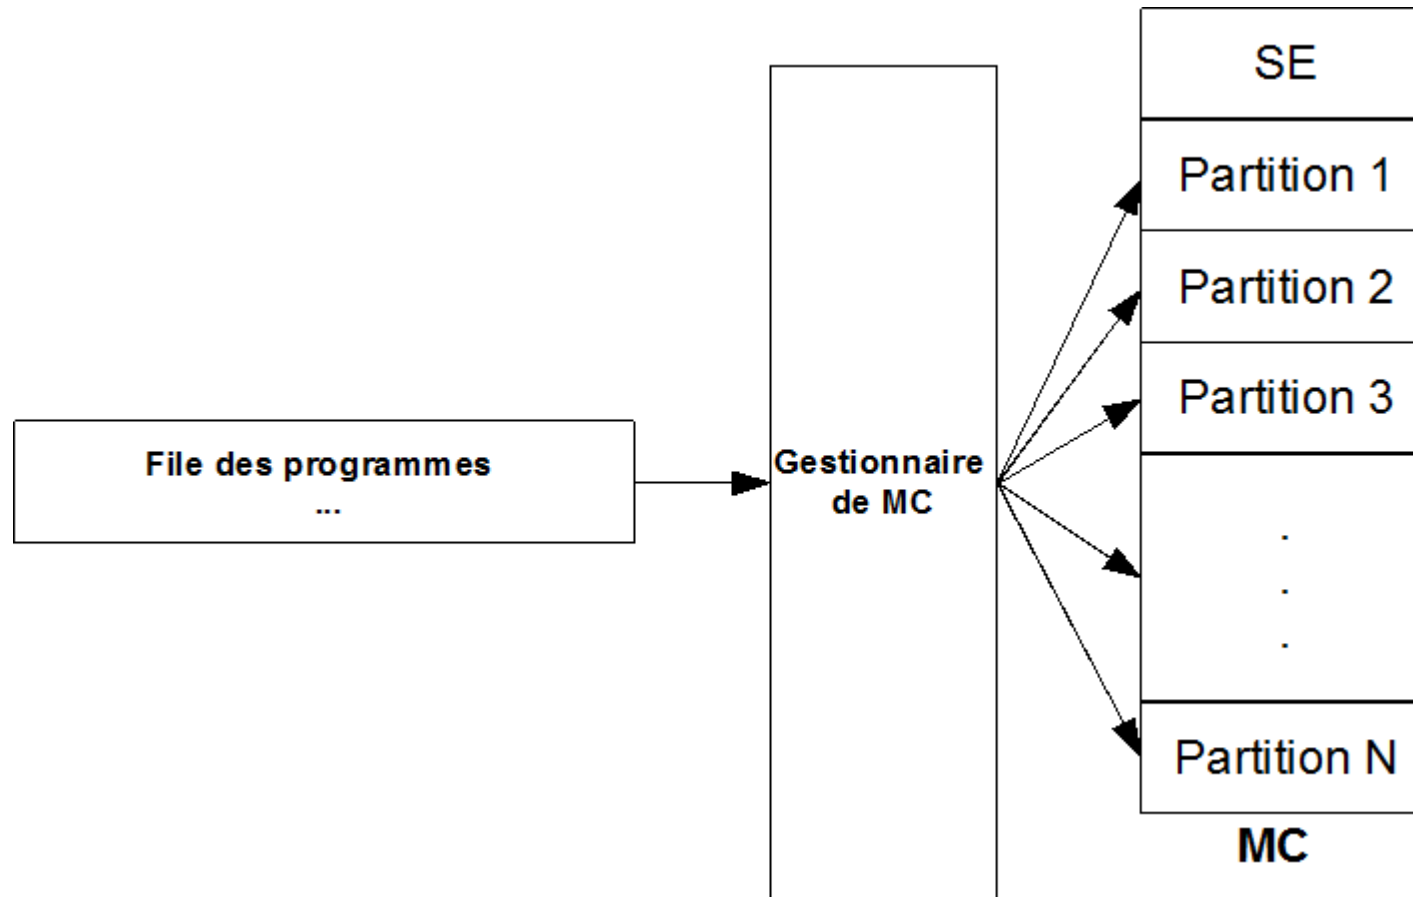 File des programmes
...
Gestionnaire
de MC
SE
Partition 1
Partition 2
Partition 3
.
.
.
Partition N
MC